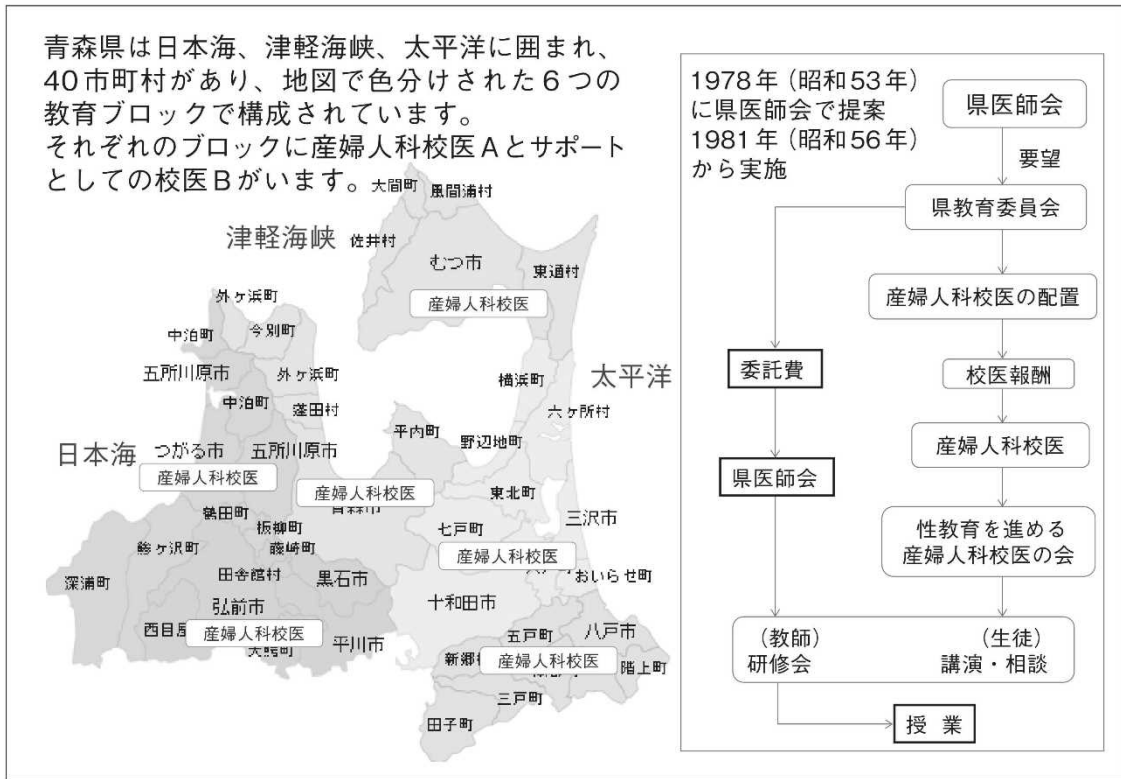 青森県は日本海、津軽海峡、太平洋に囲まれ、
40市町村があり、地図で色分けされた6つの
教育ブロックで構成されています。
それぞれのブロックに産婦人科校医Aとサポート
としての校医Bがいます。
大間町
風間浦村
津軽海峡
佐井村
むつ市
東通村
産婦人科校医
外ヶ浜町
中泊町
今別町
五所川原市
外ヶ浜町
横浜町
太平洋
中泊町
蓬田村
六ヶ所村
平内町
野辺地町
日本海
つがる市
五所川原市
産婦人科校医
産婦人科校医
東北町
鶴田町
板柳町
七戸町
三沢市
鰺ヶ沢町
藤崎町
産婦人科校医
深浦町
田舎館村
黒石市
おいらせ町
弘前市
十和田市
産婦人科校医
平川市
五戸町
八戸市
産婦人科校医
階上町
三戸町
田子町
1978年（昭和53年）
に県医師会で提案
1981年（昭和56年）
から実施
県医師会
要望
県教育委員会
産婦人科校医の配置
委託費
校医報酬
産婦人科校医
県医師会
性教育を進める
産婦人科校医の会
（教師）
研修会
（生徒）
講演・相談
授業